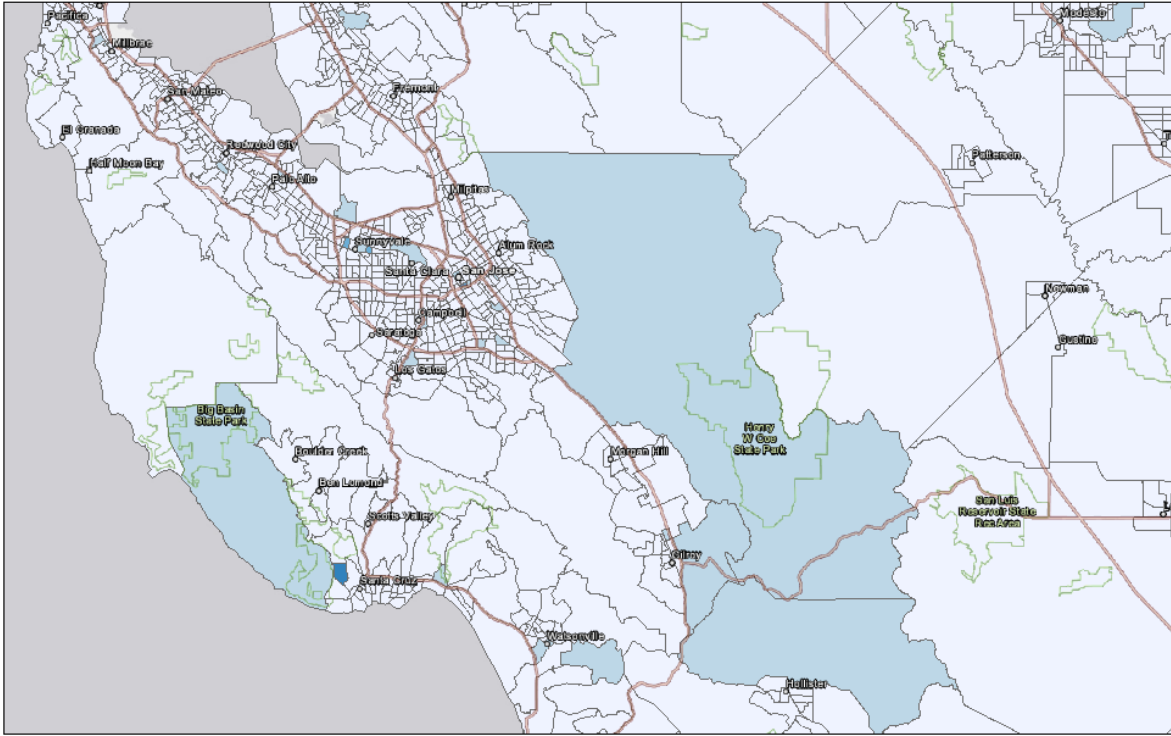 Pacifica
Modesto
Millbrae
San Mateo
Fremont
El Granada
Redwood City
Half Moon Bay
Palo Alto
Patterson
Milpitas
Sunnyvale
Alum Rock
Santa Clara
San Jose
Newman
Campbell
Saratoga
Gustine
Los Gatos
Big Basin
State Park
Henry
W Coe
State Park
Boulder Creek
Morgan Hill
Ben Lomond
San Luis
Reservoir State
Rec Area
Scotts Valley
Gilroy
Santa Cruz
Watsonville
Hollister